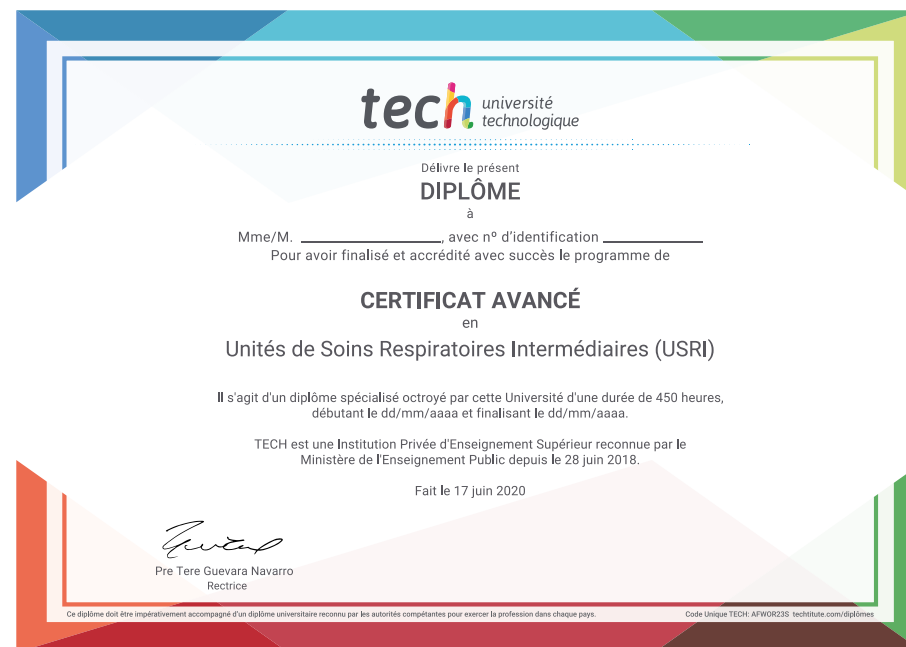 tech université
technologique
Délivre le présent
DIPLÔME
à
Mme/M. ____________, avec nº d'identification ____________
Pour avoir finalisé et accrédité avec succès le programme de
CERTIFICAT AVANCÉ
en
Unités de Soins Respiratoires Intermédiaires (USRI)
Il s'agit d'un diplôme spécialisé octroyé par cette Université d'une durée de 450 heures,
débutant le dd/mm/aaaa et finalisant le dd/mm/aaaa.
TECH est une Institution Privée d'Enseignement Supérieur reconnue par le
Ministère de l'Enseignement Public depuis le 28 juin 2018.
Fait le 17 juin 2020
Pre Tere Guevara Navarro
Rectrice
Ce diplôme doit être impérativement accompagné d'un diplôme universitaire reconnu par les autorités compétentes pour exercer la profession dans chaque pays.
Code Unique TECH: AFWOR23S techtitute.com/diplômes